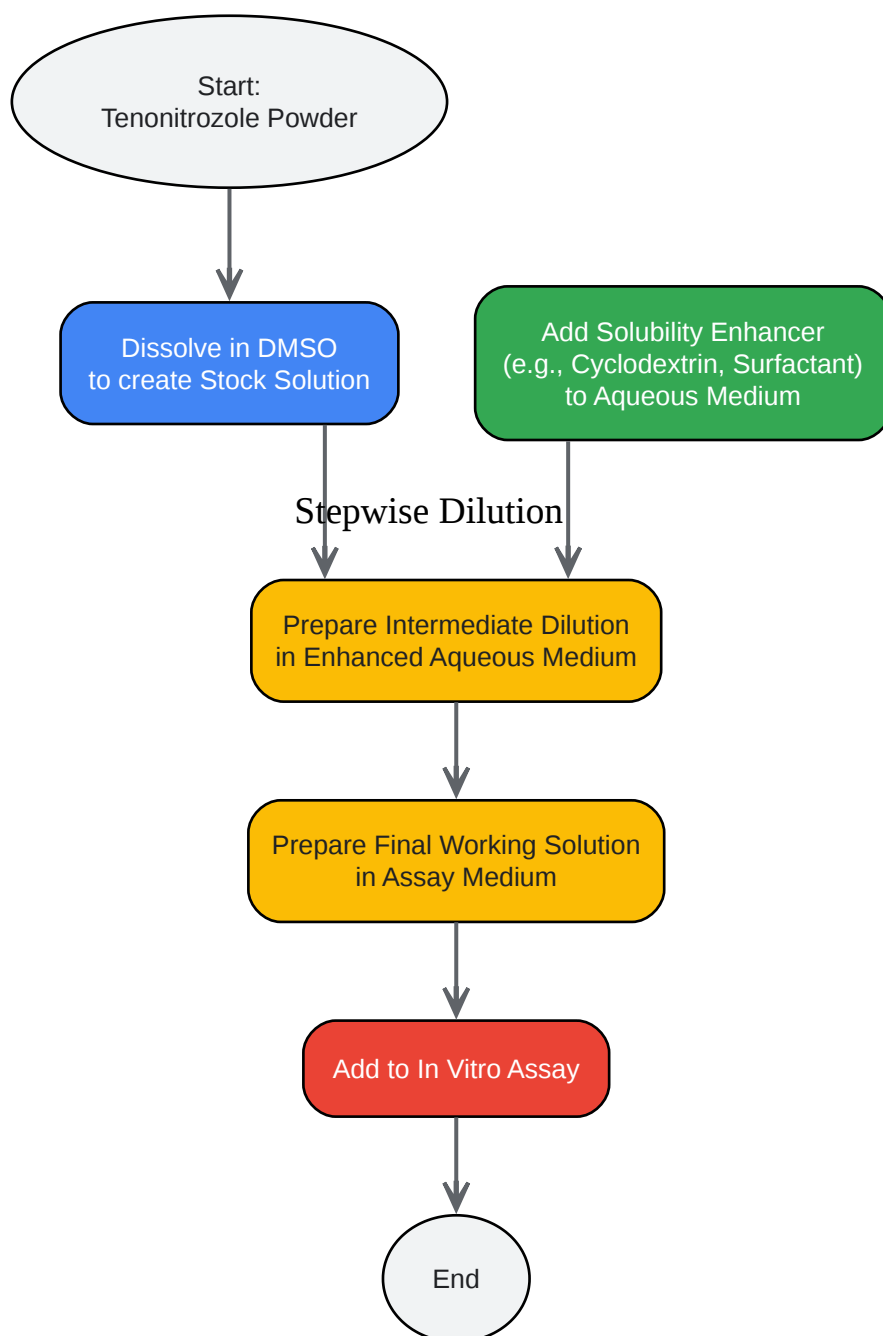 Start:
Tenonitrozole Powder
Dissolve in DMSO
to create Stock Solution
Add Solubility Enhancer
(e.g., Cyclodextrin, Surfactant)
to Aqueous Medium
Stepwise Dilution
Prepare Intermediate Dilution
in Enhanced Aqueous Medium
Prepare Final Working Solution
in Assay Medium
Add to In Vitro Assay
End